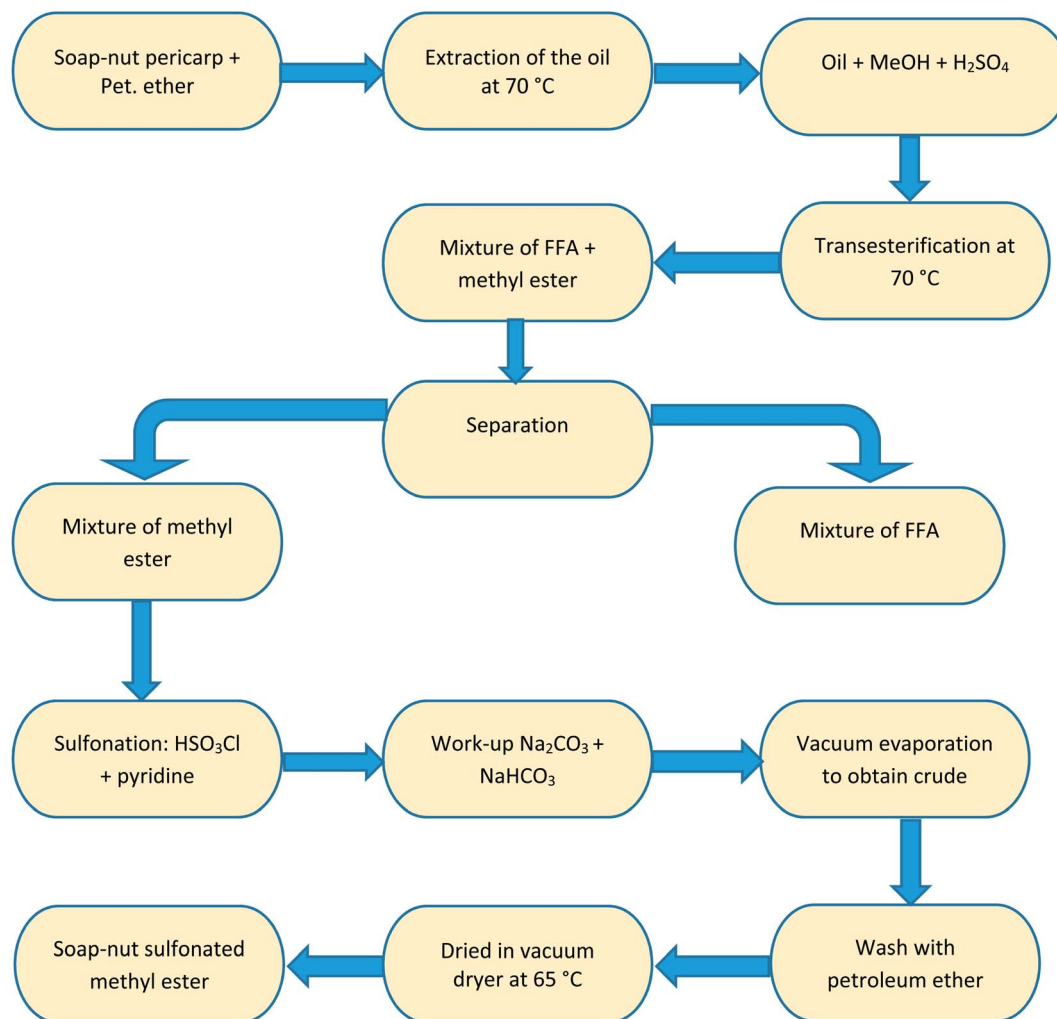 Soap-nut pericarp +
Pet. ether
Extraction of the oil
at 70 °C
Oil + MeOH + H₂SO₄
Transesterification at
70 °C
Mixture of FFA +
methyl ester
Separation
Mixture of methyl
ester
Mixture of FFA
Sulfonation: HSO₃Cl
+ pyridine
Work-up Na₂CO₃ +
NaHCO₃
Vacuum evaporation
to obtain crude
Wash with
petroleum ether
Dried in vacuum
dryer at 65 °C
Soap-nut sulfonated
methyl ester